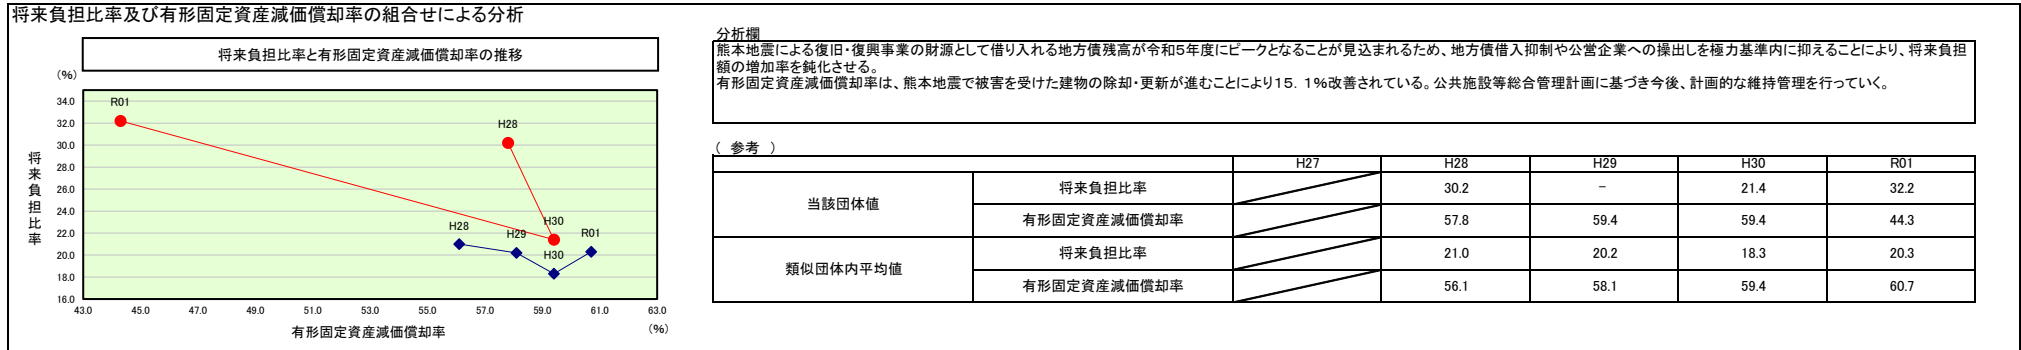 将来負担比率及び有形固定資産減価償却率の組合せによる分析
将来負担比率と有形固定資産減価償却率の推移
(%)
34.0
32.0
30.0
28.0
26.0
24.0
22.0
20.0
18.0
16.0
将来負担比率
R01
H28
H30
H28
H29
H30
R01
43.0 45.0 47.0 49.0 51.0 53.0 55.0 57.0 59.0 61.0 63.0
有形固定資産減価償却率
(%)
分析欄
熊本地震による復旧・復興事業の財源として借り入れる地方債残高が令和5年度にピークとなることが見込まれるため、地方債借入抑制や公営企業への操出しを極力基準内に抑えることにより、将来負担
額の増加率を鈍化させる。
有形固定資産減価償却率は、熊本地震で被害を受けた建物の除却・更新が進むことにより15．1%改善されている。公共施設等総合管理計画に基づき今後、計画的な維持管理を行っていく。
（ 参考 ）
H27 H28 H29 H30 R01
当該団体値
将来負担比率 30.2 － 21.4 32.2
有形固定資産減価償却率 57.8 59.4 59.4 44.3
類似団体内平均値
将来負担比率 21.0 20.2 18.3 20.3
有形固定資産減価償却率 56.1 58.1 59.4 60.7